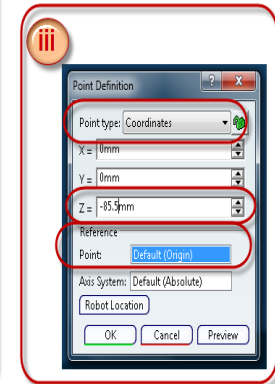 iii
Point Definition
? X
Point type: Coordinates
X = 0mm
Y = 0mm
Z = -85.5mm
Reference
Point: Default (Origin)
Axis System: Default (Absolute)
Robot Location
OK Cancel Preview